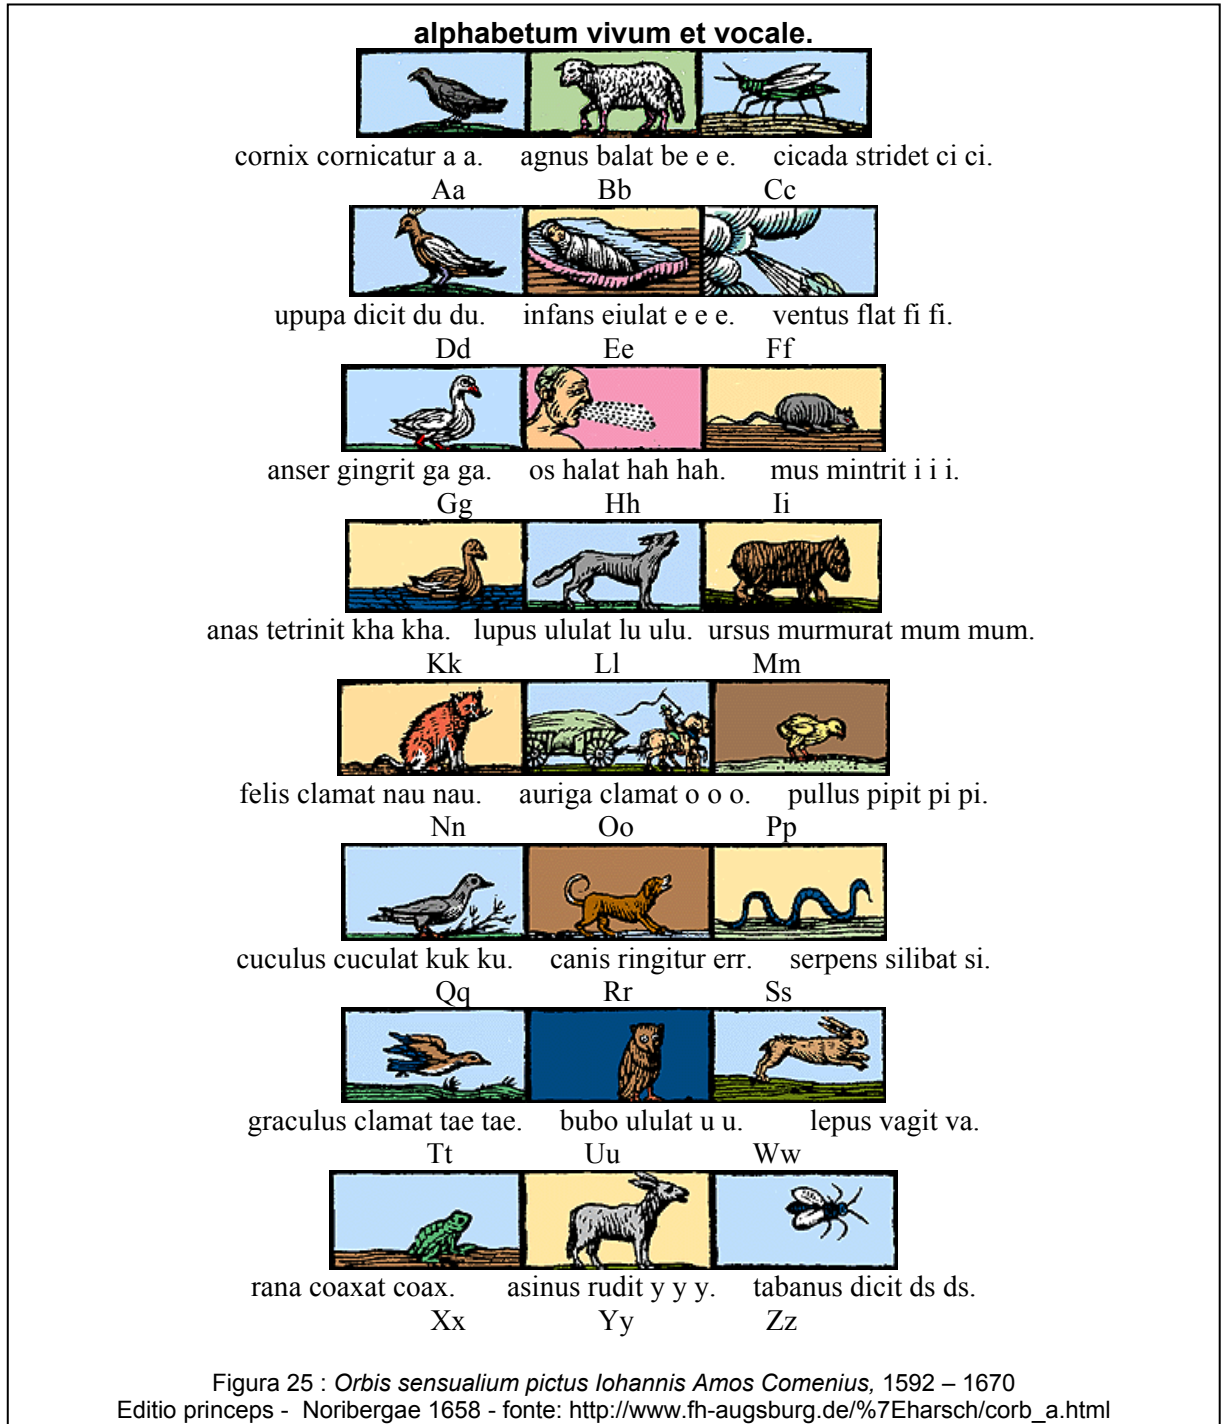 alphabetum vivum et vocale.
cornix cornicatur a a. agnus balat be e e. cicada stridet ci ci.
Aa Bb Cc
upupa dicit du du. infans eiulat e e e. ventus flat fi fi.
Dd Ee Ff
anser gingrit ga ga. os halat hah hah. mus mintrit i i i.
Gg Hh Ii
anas tetrinit kha kha. lupus ululat lu ulu. ursus murmurat mum mum.
Kk Ll Mm
felis clamat nau nau. auriga clamat o o o. pullus pipit pi pi.
Nn Oo Pp
cuculus cuculat kuk ku. canis ringitur err. serpens silibat si.
Qq Rr Ss
graculus clamat tae tae. bubo ululat u u. lepus vagit va.
Tt Uu Ww
rana coaxat coax. asinus rudit y y y. tabanus dicit ds ds.
Xx Yy Zz
Figura 25 : Orbis sensualium pictus Iohannis Amos Comenius, 1592 – 1670
Editio princeps - Noribergae 1658 - fonte: http://www.fh-augsburg.de/%7Eharsch/corb_a.html